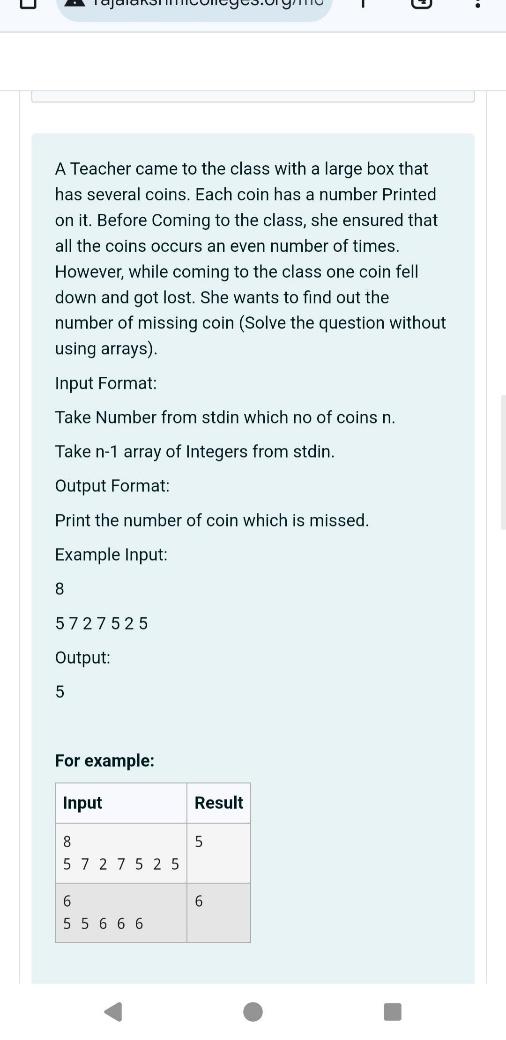 A Teacher came to the class with a large box that
has several coins. Each coin has a number Printed
on it. Before Coming to the class, she ensured that
all the coins occurs an even number of times.
However, while coming to the class one coin fell
down and got lost. She wants to find out the
number of missing coin (Solve the question without
using arrays).
Input Format:
Take Number from stdin which no of coins n.
Take n-1 array of Integers from stdin.
Output Format:
Print the number of coin which is missed.
Example Input:
8
5 7 2 7 5 2 5
Output:
5
For example:
Input Result
8 5
5 7 2 7 5 2 5
6 6
5 5 6 6 6